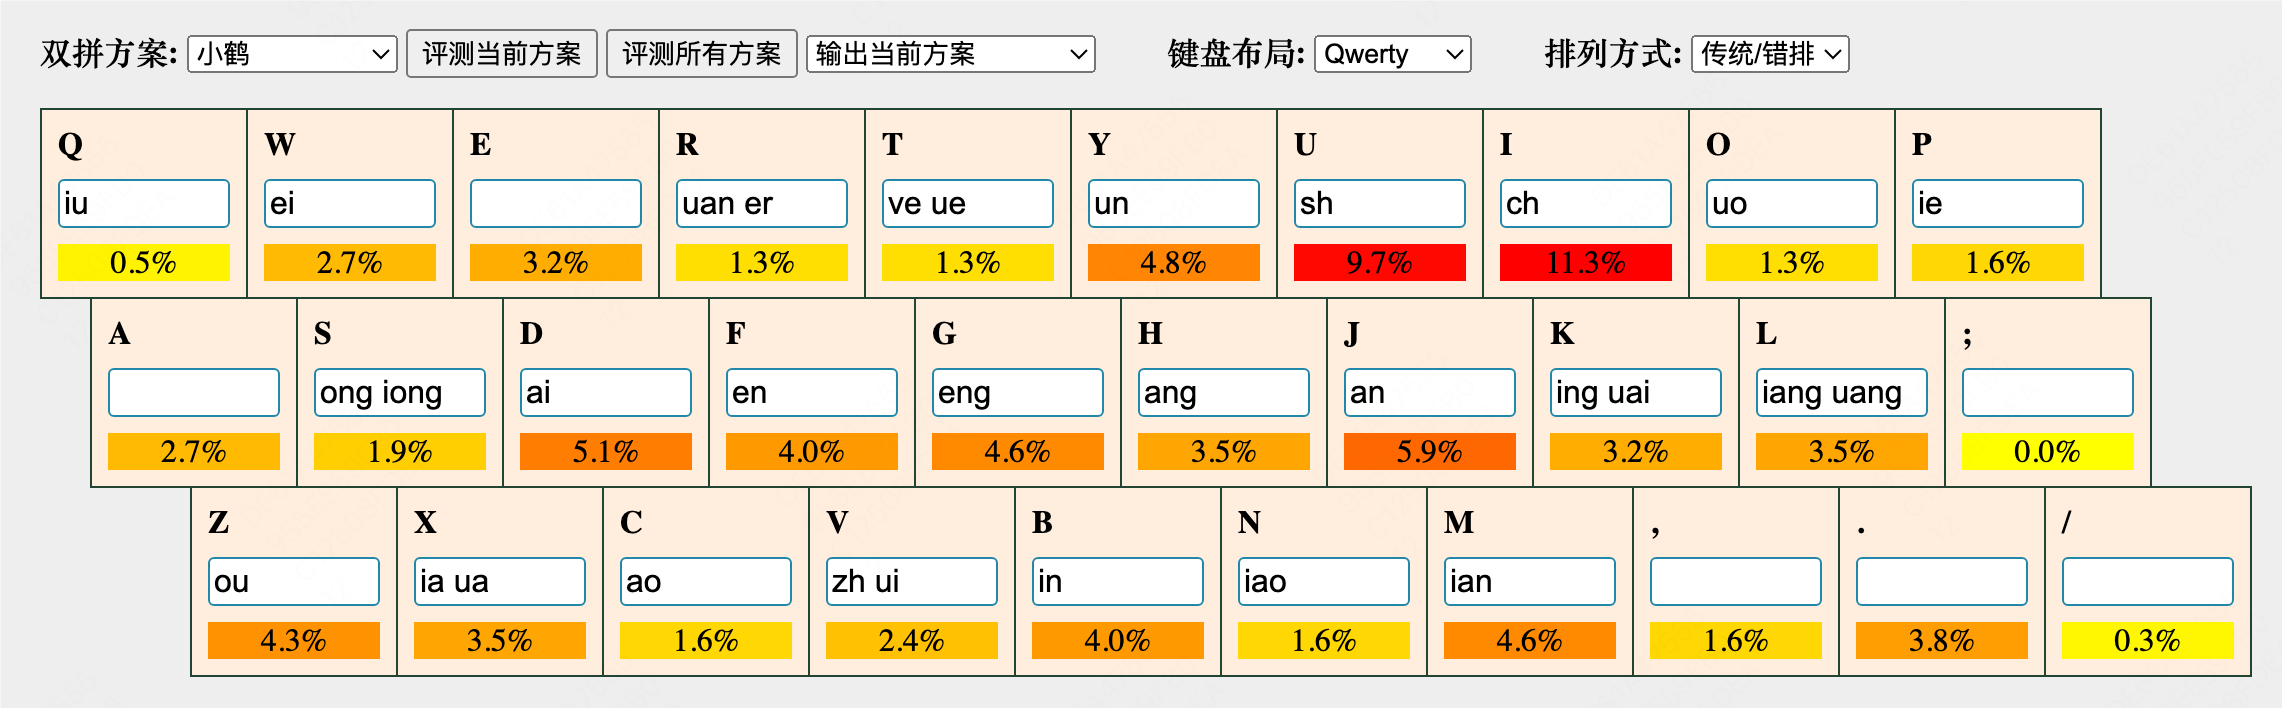 双拼方案: 小鹤 评测当前方案 评测所有方案 输出当前方案 键盘布局: Qwerty 排列方式: 传统/错排
Q W E R T Y U I O P
iu ei uan er ve ue un sh ch uo ie
0.5% 2.7% 3.2% 1.3% 1.3% 4.8% 9.7% 11.3% 1.3% 1.6%
A S D F G H J K L ;
ong iong ai en eng ang an ing uai iang uang
2.7% 1.9% 5.1% 4.0% 4.6% 3.5% 5.9% 3.2% 3.5% 0.0%
Z X C V B N M , . /
ou ia ua ao zh ui in iao ian
4.3% 3.5% 1.6% 2.4% 4.0% 1.6% 4.6% 1.6% 3.8% 0.3%